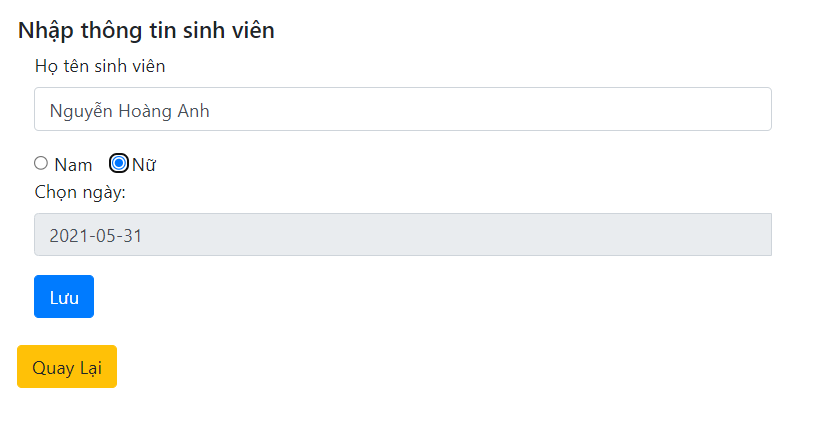 Nhập thông tin sinh viên
Họ tên sinh viên
Nguyễn Hoàng Anh
Nam Nữ
Chọn ngày:
2021-05-31
Lưu
Quay Lại